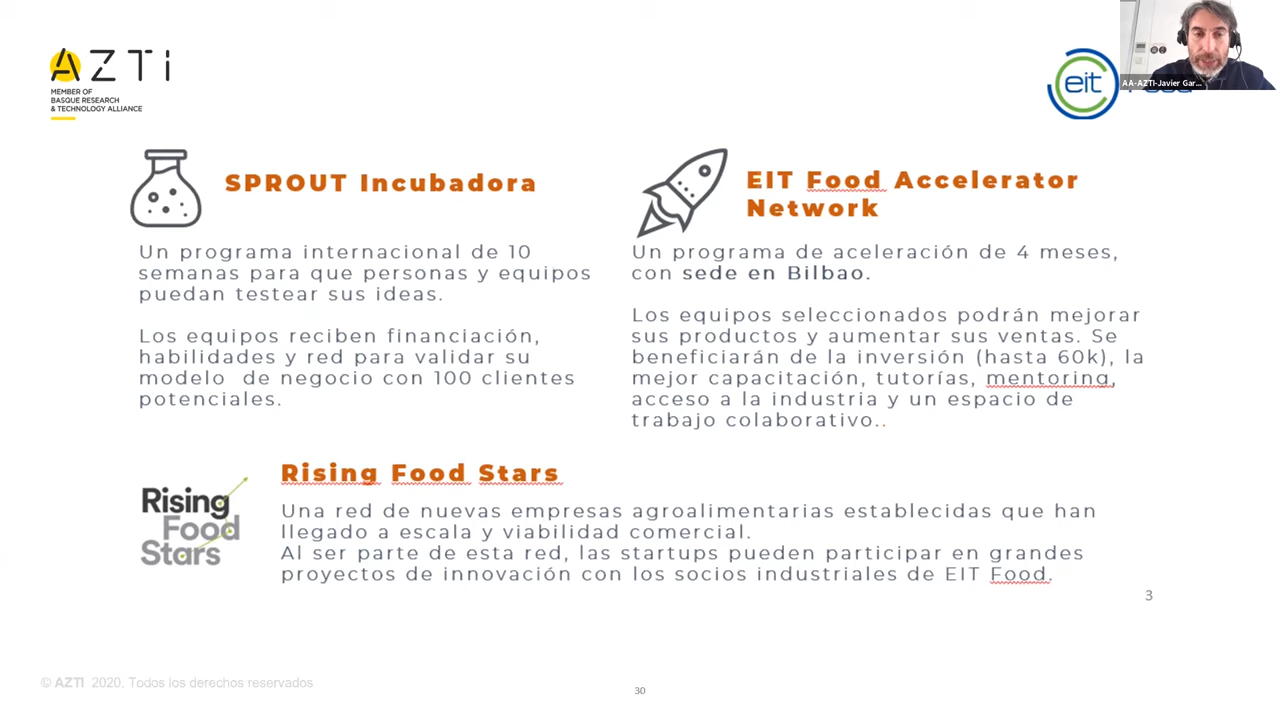 AZTi
MEMBER OF
BASQUE RESEARCH
& TECHNOLOGY ALLIANCE
eit
AA-AZTI-Javier Gar...
SPROUT Incubadora
Un programa internacional de 10
semanas para que personas y equipos
puedan testear sus ideas.
Los equipos reciben financiación,
habilidades y red para validar su
modelo de negocio con 100 clientes
potenciales.
EIT Food Accelerator
Network
Un programa de aceleración de 4 meses,
con sede en Bilbao.
Los equipos seleccionados podrán mejorar
sus productos y aumentar sus ventas. Se
beneficiarán de la inversión (hasta 60k), la
mejor capacitación, tutorías, mentoring,
acceso a la industria y un espacio de
trabajo colaborativo..
Rising
Food
Stars
Rising Food Stars
Una red de nuevas empresas agroalimentarias establecidas que han
llegado a escala y viabilidad comercial.
Al ser parte de esta red, las startups pueden participar en grandes
proyectos de innovación con los socios industriales de EIT Food.
3
© AZTI 2020. Todos los derechos reservados
30